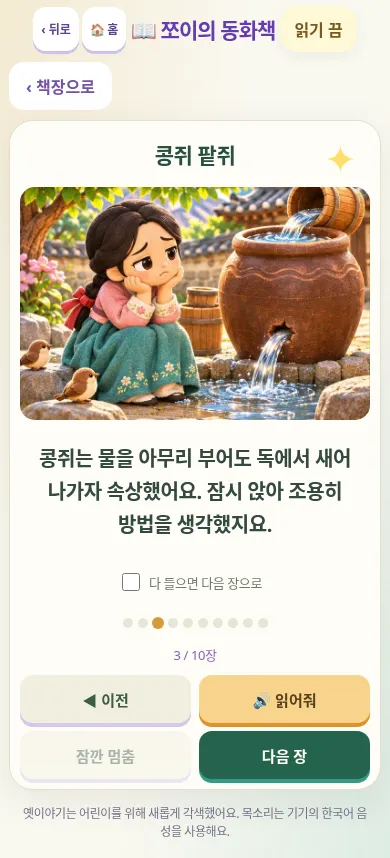 ‹ 뒤로
🏠 홈
📖 쪼이의 동화책
읽기 끔
‹ 책장으로
콩쥐 팥쥐
콩쥐는 물을 아무리 부어도 독에서 새어
나가자 속상했어요. 잠시 앉아 조용히
방법을 생각했지요.
다 들으면 다음 장으로
3 / 10장
◀ 이전
🔊 읽어줘
잠깐 멈춤
다음 장
옛이야기는 어린이를 위해 새롭게 각색했어요. 목소리는 기기의 한국어 음
성을 사용해요.